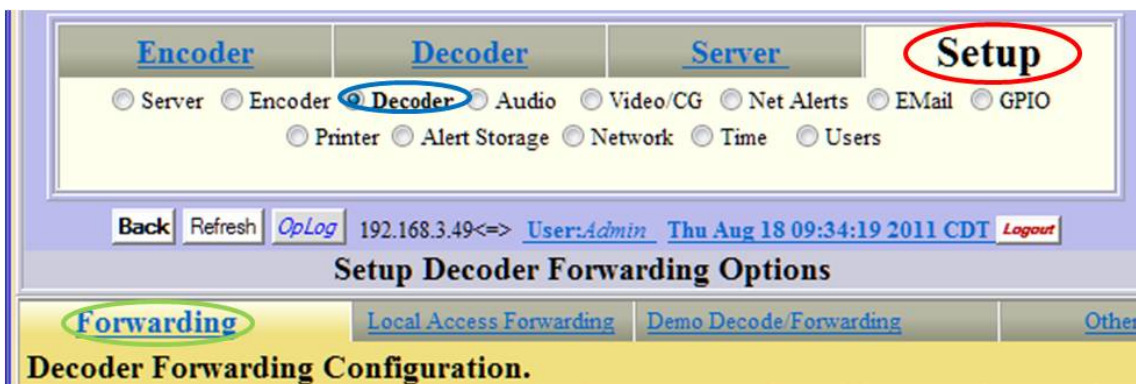 Encoder Decoder Server Setup
Server Encoder Decoder Audio Video/CG Net Alerts EMail GPIO
Printer Alert Storage Network Time Users
Back Refresh OpLog 192.168.3.49<=> User:Admin Thu Aug 18 09:34:19 2011 CDT Logout
Setup Decoder Forwarding Options
Forwarding Local Access Forwarding Demo Decode/Forwarding Other
Decoder Forwarding Configuration.